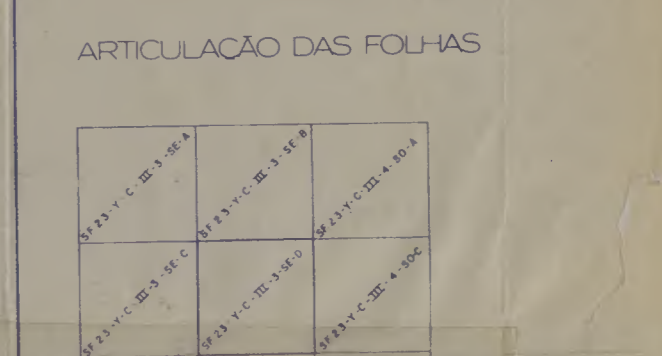 ARTICULAÇÃO DAS FOLHAS
SF 23-Y-C-III-3-SE-A
SF 23-Y-C-III-3-SE-B
SF 23-Y-C-III-4-SO-A
SF 23-Y-C-III-3-SE-C
SF 23-Y-C-III-3-SE-D
SF 23-Y-C-III-4-SO-C